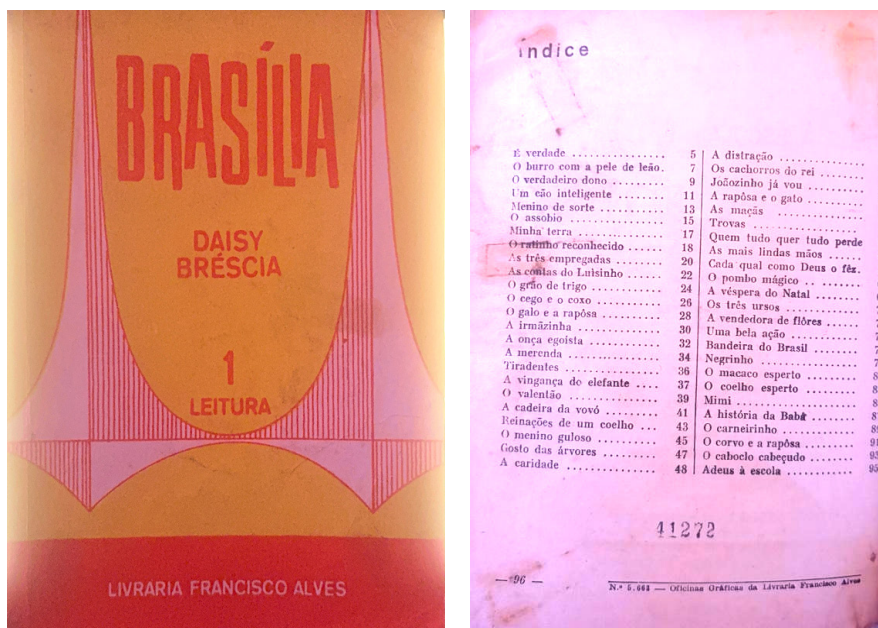 BRASÍLIA
DAISY
BRÉSCIA
1
LEITURA
LIVRARIA FRANCISCO ALVES
índice
É verdade .............. 5
O burro com a pele de leão. 7
O verdadeiro dono ......... 9
Um cão inteligente ........ 11
Menino de sorte ........... 13
O assobio ................. 15
Minha terra ............... 17
O ratinho reconhecido ...... 18
As três empregadas ........ 20
As contas do Luisinho ...... 22
O grão de trigo ............ 24
O cego e o coxo ........... 26
O galo e a rapôsa ......... 28
A irmãzinha ............... 30
A onça egoísta ............ 32
A merenda ................. 34
Tiradentes ................ 36
A vingança do elefante .... 37
O valentão ................ 39
A cadeira da vovó ......... 41
Reinações de um coelho ... 43
O menino guloso ........... 45
Gosto das árvores ......... 47
A caridade ................ 48
A distração .............
Os cachorros do rei .......
Joãozinho já vou .........
A rapôsa e o gato .........
As maçãs .............
Trovas ................
Quem tudo quer tudo perde
As mais lindas mãos ......
Cada qual como Deus o fêz.
O pombo mágico .. ........
A véspera do Natal ........
Os três ursos ............
A vendedora de flôres ......
Uma bela ação ...........
Bandeira do Brasil ........
Negrinho .................
O macaco esperto .........
O coelho esperto ..........
Mimi ....................
A história da Babá ........
O carneirinho .............
O corvo e a rapôsa ........ 91
O caboclo cabeçudo ........ 93
Adeus à escola ............ 95
41272
— 96 —
N.º 5.663 — Oficinas Gráficas da Livraria Francisco Alves